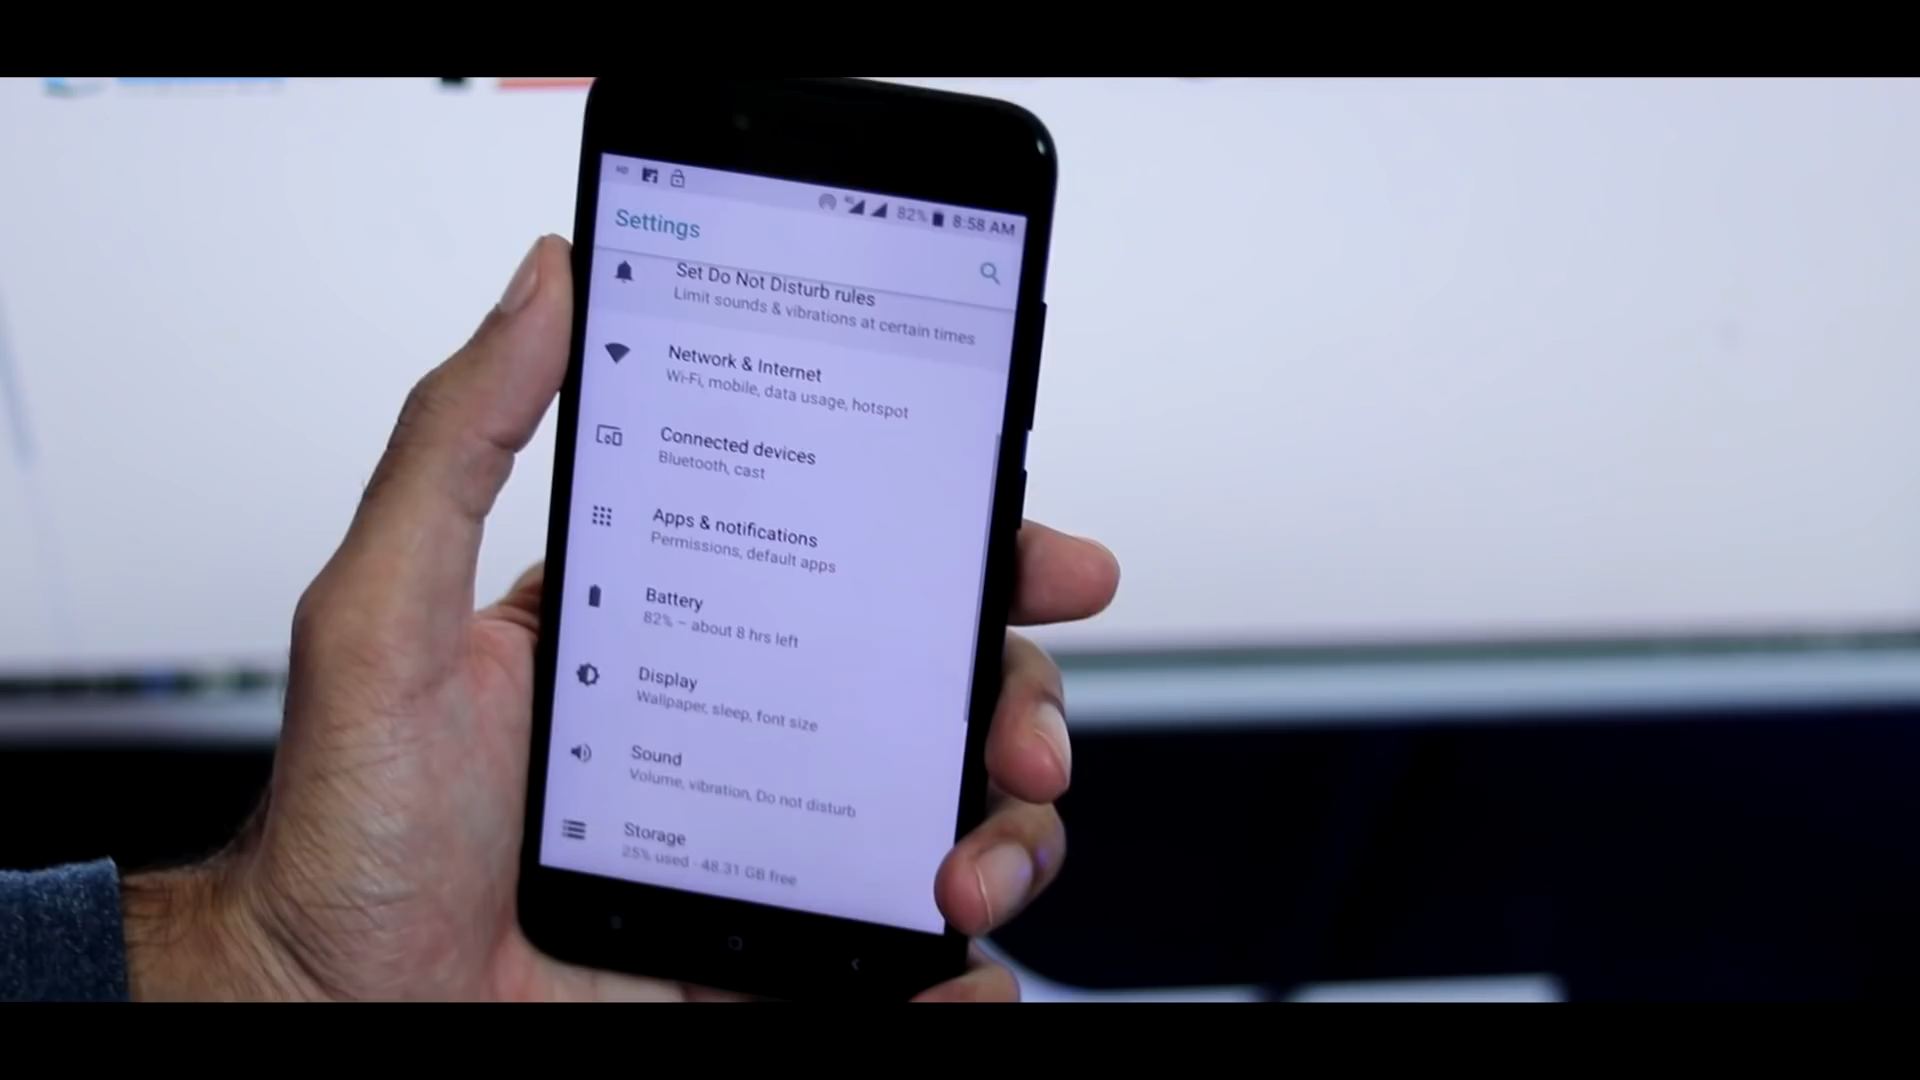 82% 8:58 AM
Settings
Set Do Not Disturb rules
Limit sounds & vibrations at certain times
Network & Internet
Wi-Fi, mobile, data usage, hotspot
Connected devices
Bluetooth, cast
Apps & notifications
Permissions, default apps
Battery
82% – about 8 hrs left
Display
Wallpaper, sleep, font size
Sound
Volume, vibration, Do not disturb
Storage
25% used - 48.31 GB free